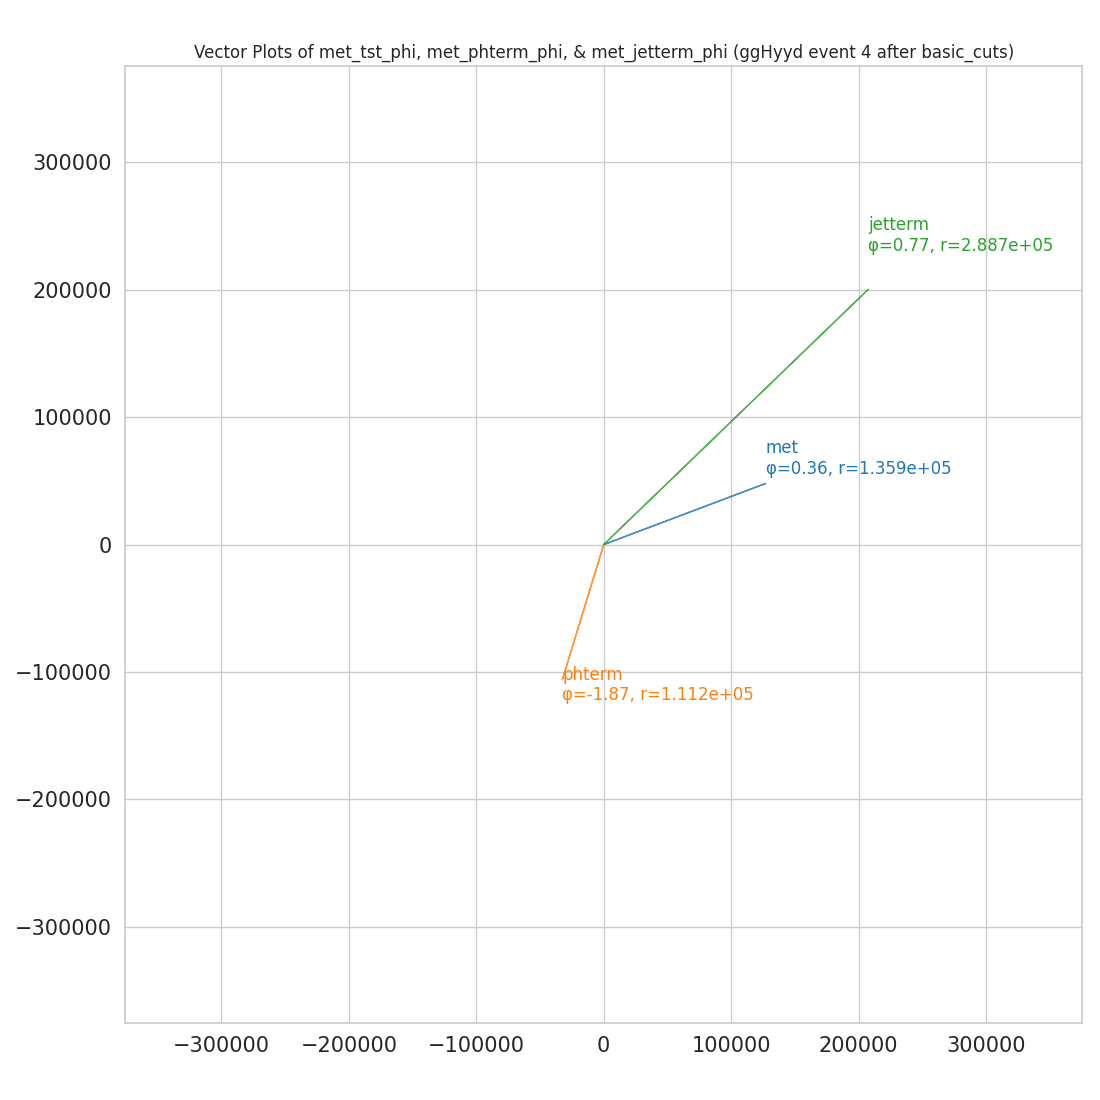 Vector Plots of met_tst_phi, met_phterm_phi, & met_jetterm_phi (ggHyyd event 4 after basic_cuts)
300000
200000
100000
0
−100000
−200000
−300000
jetterm
φ=0.77, r=2.887e+05
met
φ=0.36, r=1.359e+05
phterm
φ=-1.87, r=1.112e+05
−300000
−200000
−100000
0
100000
200000
300000